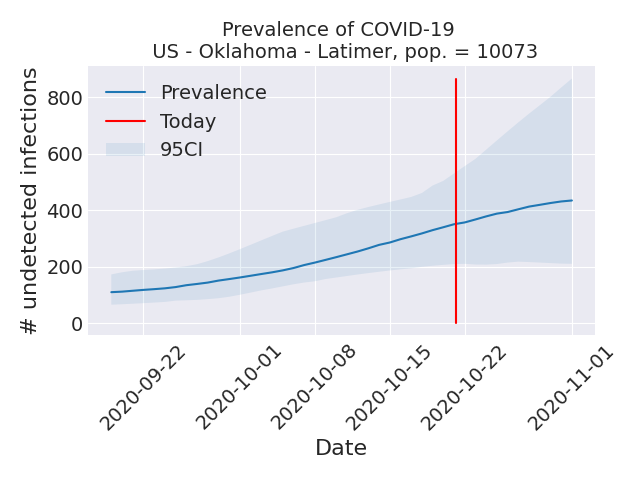 Prevalence of COVID-19
US - Oklahoma - Latimer, pop. = 10073
# undetected infections
800
600
400
200
0
Prevalence
Today
95CI
2020-09-22
2020-10-01
2020-10-08
2020-10-15
2020-10-22
2020-11-01
Date